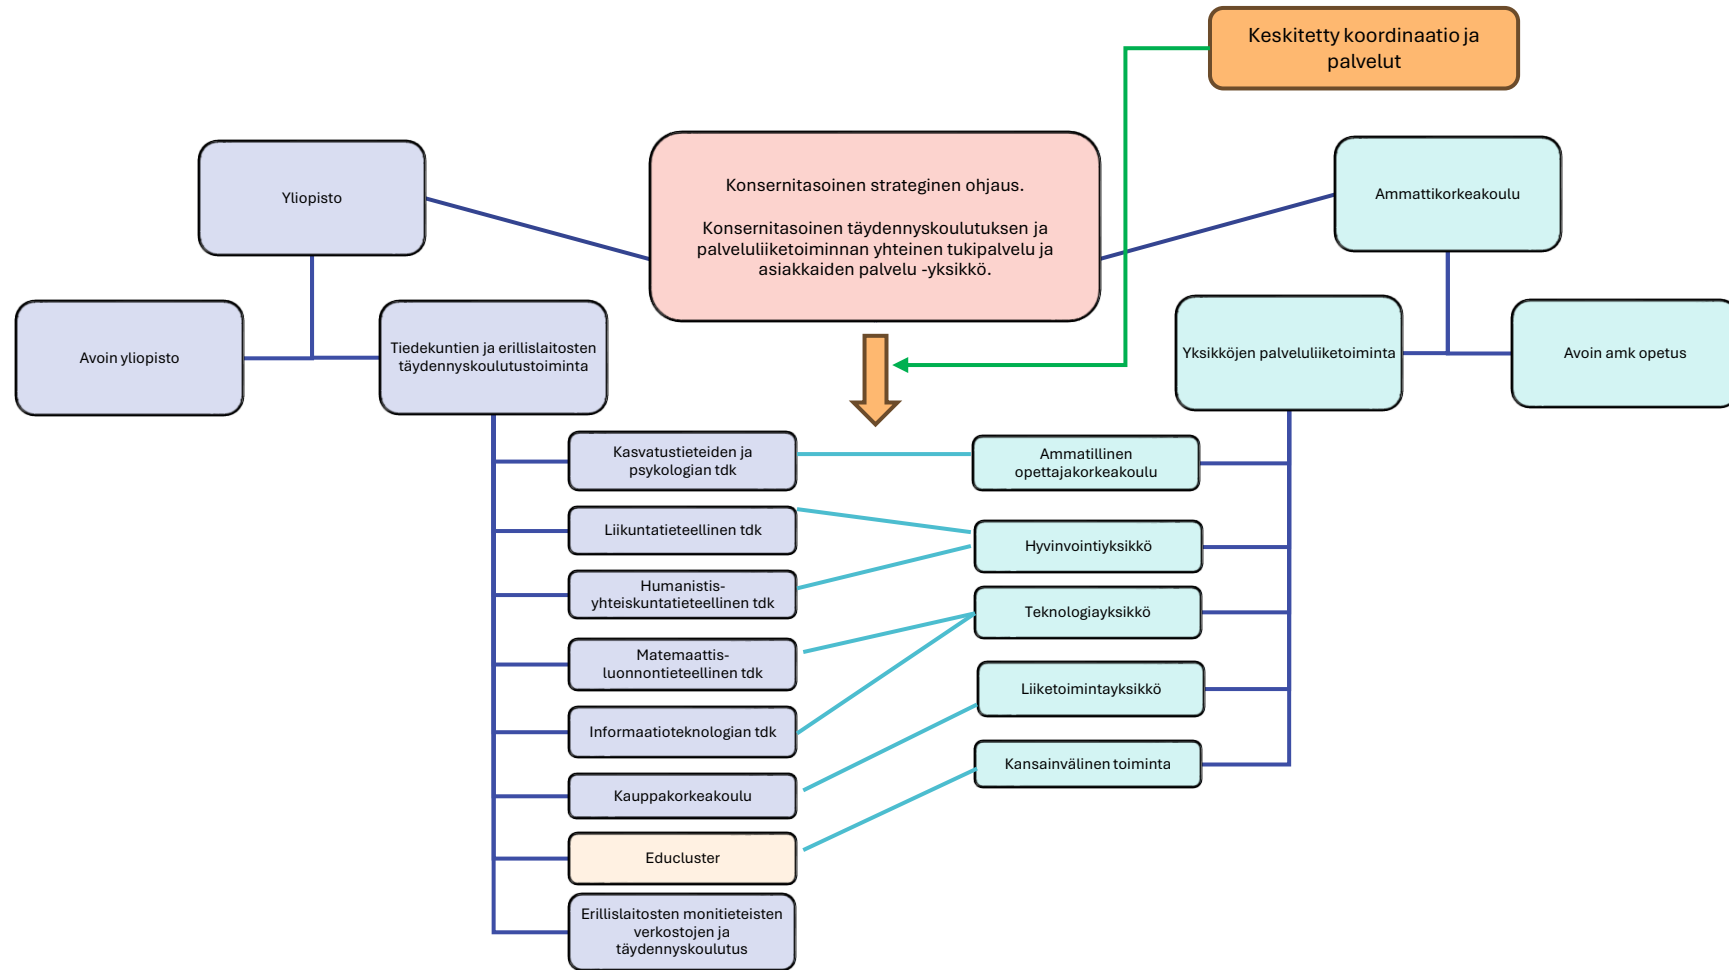 Keskitetty koordinaatio ja
palvelut
Yliopisto
Konsernitasoinen strateginen ohjaus.
Konsernitasoinen täydennyskoulutuksen ja
palveluliiketoiminnan yhteinen tukipalvelu ja
asiakkaiden palvelu -yksikkö.
Ammattikorkeakoulu
Avoin yliopisto
Tiedekuntien ja erillislaitosten
täydennyskoulutustoiminta
Yksikköjen palveluliiketoiminta
Avoin amk opetus
Kasvatustieteiden ja
psykologian tdk
Liikuntatieteellinen tdk
Humanistis-
yhteiskuntatieteellinen tdk
Matemaattis-
luonnontieteellinen tdk
Informaatioteknologian tdk
Kauppakorkeakoulu
Educluster
Erillislaitosten monitieteisten
verkostojen ja
täydennyskoulutus
Ammatillinen
opettajakorkeakoulu
Hyvinvointiyksikkö
Teknologiayksikkö
Liiketoimintayksikkö
Kansainvälinen toiminta